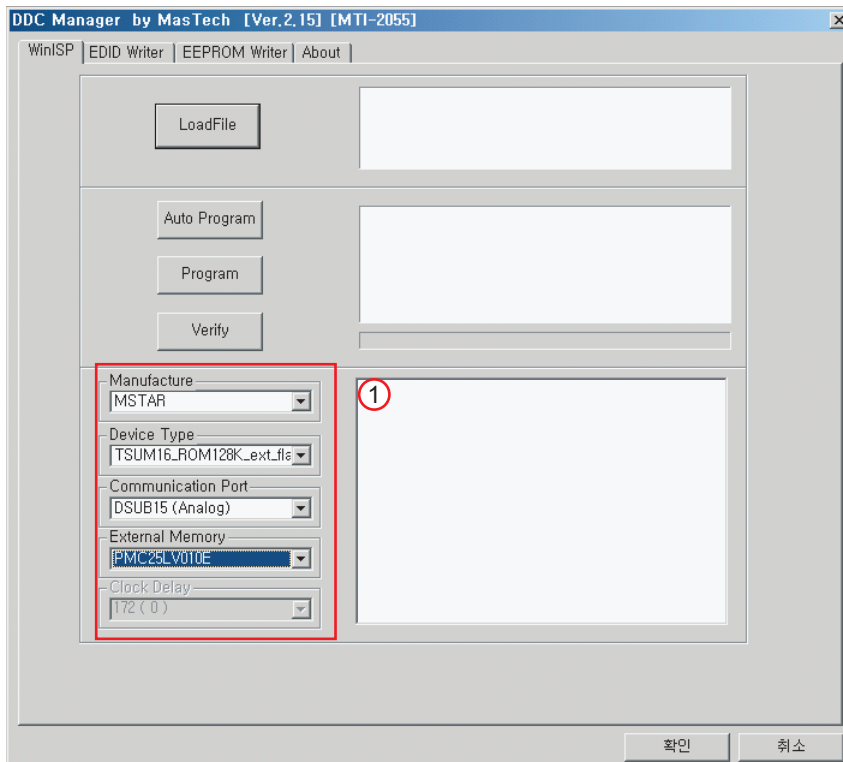 DDC Manager by MasTech [Ver.2.15] [MTI-2055]
WinISP EDID Writer EEPROM Writer About
LoadFile
Auto Program
Program
Verify
Manufacture
MSTAR
1
Device Type
TSUM16_ROM128K_ext_fla
Communication Port
DSUB15 (Analog)
External Memory
PMC25LV010E
Clock Delay
172 ( 0 )
확인 취소